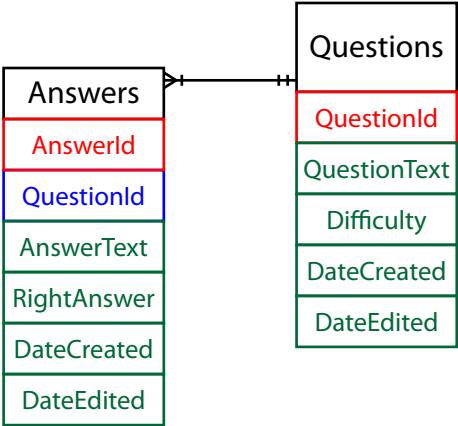 Answers
AnswerId
QuestionId
AnswerText
RightAnswer
DateCreated
DateEdited
Questions
QuestionId
QuestionText
Difficulty
DateCreated
DateEdited